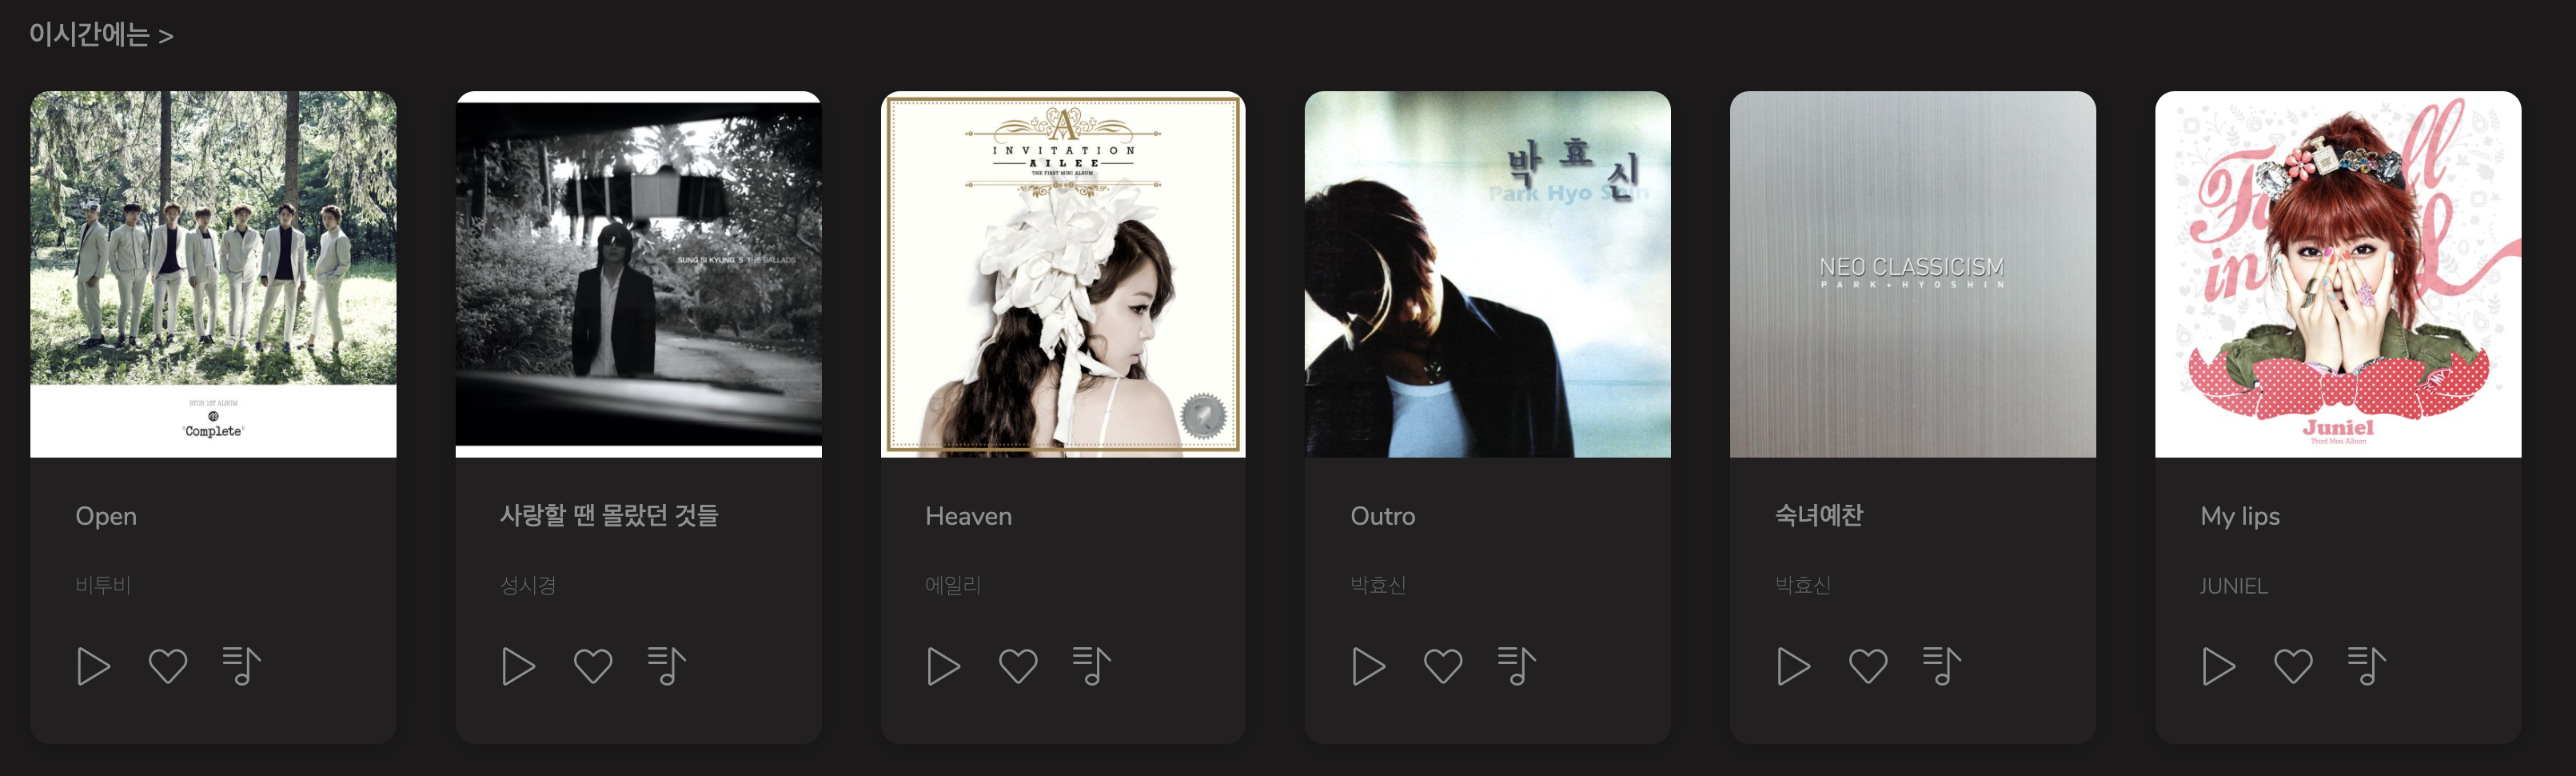 이시간에는 >
BTOB 1ST ALBUM
"Complete"
SUNG SI KYUNG 5 THE BALLADS
A
INVITATION
AILEE
THE FIRST MINI ALBUM
박효신
Park Hyo Shin
NEO CLASSICISM
PARK + HYOSHIN
Fall in L
Juniel
Third Mini Album
Open
사랑할 땐 몰랐던 것들
Heaven
Outro
숙녀예찬
My lips
비투비
성시경
에일리
박효신
박효신
JUNIEL